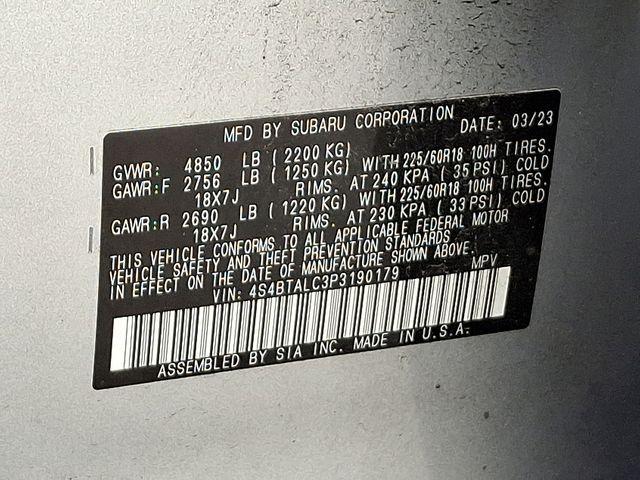 MFD BY SUBARU CORPORATION DATE: 03/23
GVWR: 4850 LB (2200 KG)
GAWR:F 2756 LB (1250 KG) WITH 225/60R18 100H TIRES.
18X7J RIMS. AT 240 KPA (35 PSI) COLD
GAWR:R 2690 LB (1220 KG) WITH 225/60R18 100H TIRES.
18X7J RIMS. AT 230 KPA (33 PSI) COLD
THIS VEHICLE CONFORMS TO ALL APPLICABLE FEDERAL MOTOR
VEHICLE SAFETY AND THEFT PREVENTION STANDARDS
IN EFFECT ON THE DATE OF MANUFACTURE SHOWN ABOVE.
VIN: 4S4BTALC3P3190179 MPV
ASSEMBLED BY SIA INC. MADE IN U.S.A.